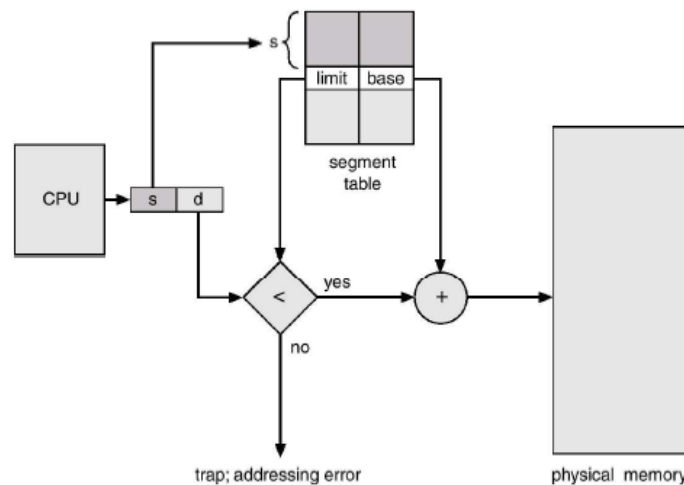 s
limit base
segment
table
CPU
s d
<
yes
+
no
trap; addressing error
physical memory